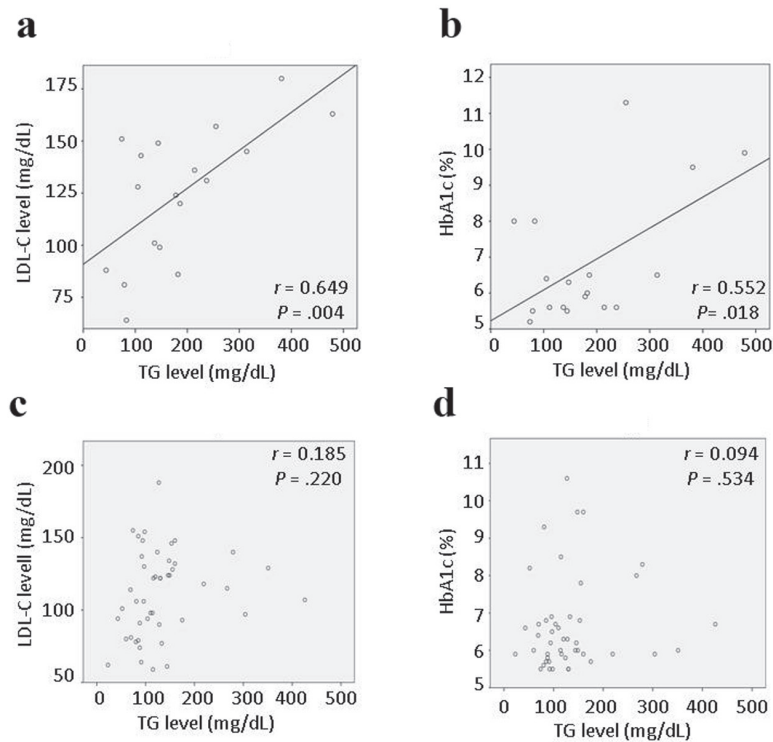 a
175
150
125
100
75
LDL-C level (mg/dL)
r = 0.649
P = .004
0 100 200 300 400 500
TG level (mg/dL)
b
12
11
10
9
8
7
6
5
HbA1c (%)
r = 0.552
P= .018
0 100 200 300 400 500
TG level (mg/dL)
c
200
150
100
50
LDL-C levell (mg/dL)
r = 0.185
P = .220
0 100 200 300 400 500
TG level (mg/dL)
d
11
10
9
8
7
6
5
HbA1c (%)
r = 0.094
P = .534
0 100 200 300 400 500
TG level (mg/dL)